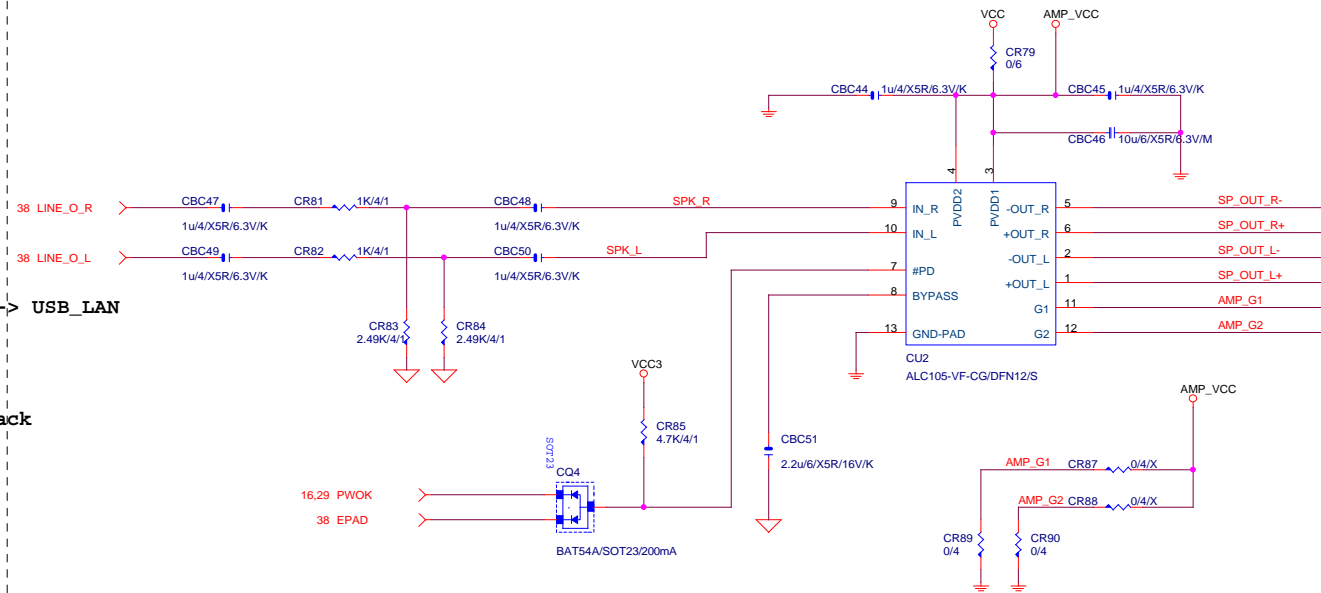 VCC
AMP_VCC
CR79
0/6
CBC44
1u/4/X5R/6.3V/K
CBC45
1u/4/X5R/6.3V/K
CBC46
10u/6/X5R/6.3V/M
4
3
PVDD2
PVDD1
38 LINE_O_R
CBC47
1u/4/X5R/6.3V/K
CR81
1K/4/1
CBC48
1u/4/X5R/6.3V/K
SPK_R
9
IN_R
-OUT_R
5
SP_OUT_R-
10
IN_L
+OUT_R
6
SP_OUT_R+
38 LINE_O_L
CBC49
1u/4/X5R/6.3V/K
CR82
1K/4/1
CBC50
1u/4/X5R/6.3V/K
SPK_L
-OUT_L
2
SP_OUT_L-
7
#PD
+OUT_L
1
SP_OUT_L+
8
BYPASS
G1
11
AMP_G1
13
GND-PAD
G2
12
AMP_G2
-> USB_LAN
CR83
2.49K/4/1
CR84
2.49K/4/1
CU2
ALC105-VF-CG/DFN12/S
VCC3
AMP_VCC
ack
CR85
4.7K/4/1
SOT23
CQ4
CBC51
2.2u/6/X5R/16V/K
AMP_G1
CR87
0/4/X
16,29 PWOK
AMP_G2
CR88
0/4/X
38 EPAD
BAT54A/SOT23/200mA
CR89
0/4
CR90
0/4